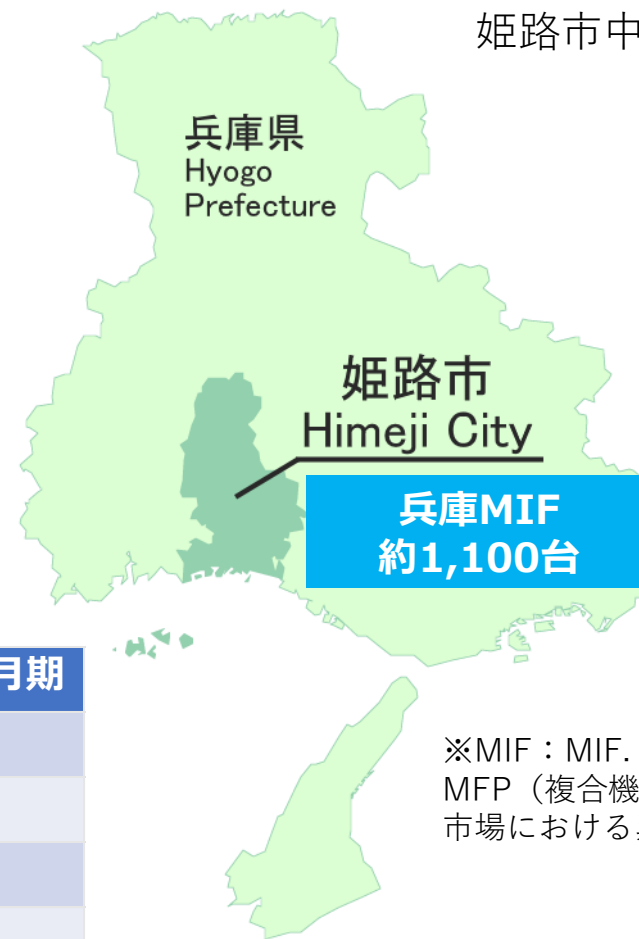 姫路市中
兵庫県
Hyogo
Prefecture
姫路市
Himeji City
兵庫MIF
約1,100台
月期
※MIF：MIF.
MFP（複合機
市場における